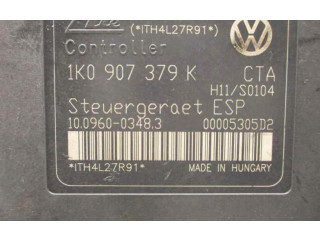 (*ITH4L27R91*)
Controller
1K0 907 379 K CTA
H11/S0104
Steuergeraet ESP
10.0960-0348.3 00005305D2
*ITH4L27R91*
MADE IN HUNGARY